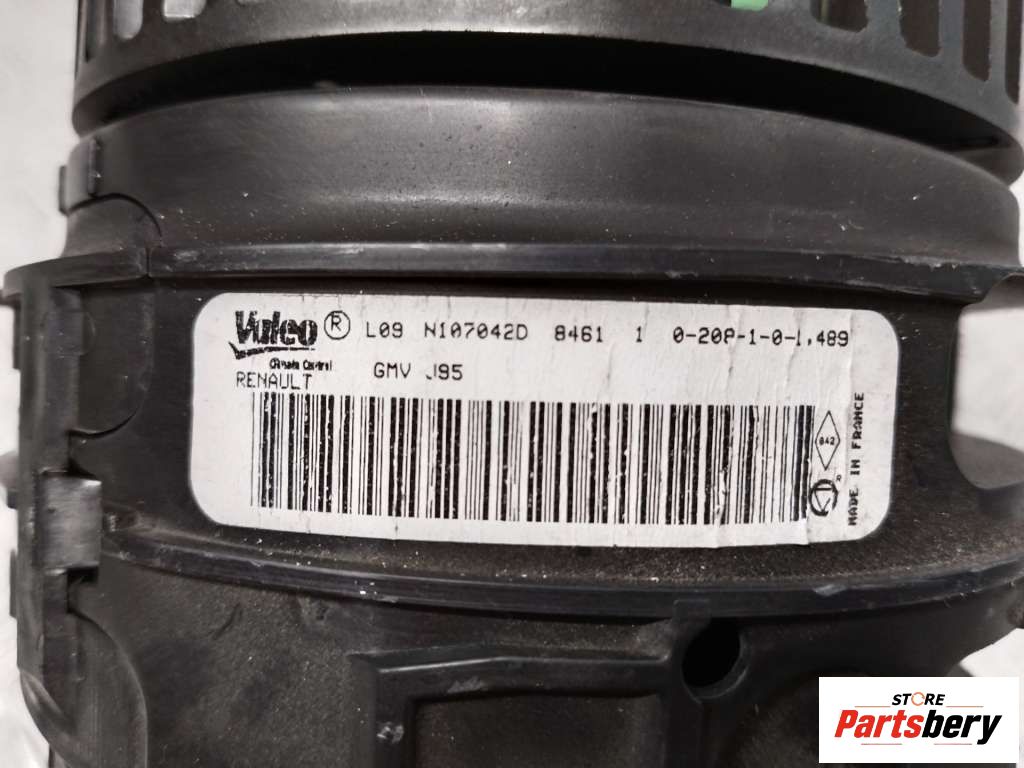 Valeo ® L09 N107042D 8461 1 0-208-1-0-1,489
Climate Control
RENAULT GMV J95
842
MADE IN FRANCE
STORE
Partsbery